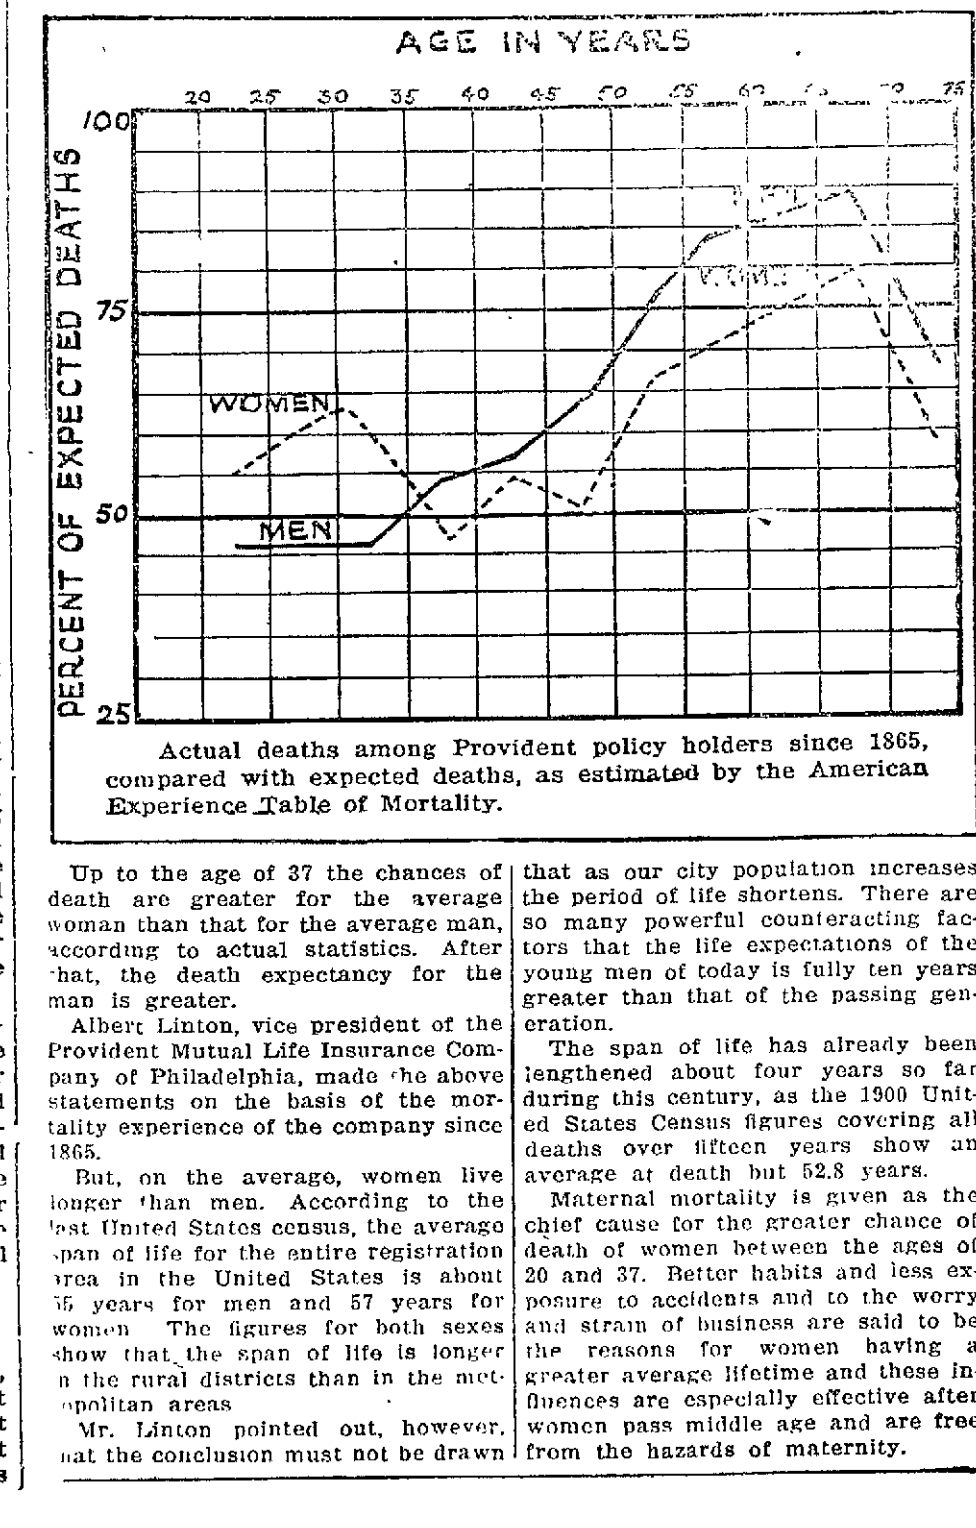 AGE IN YEARS
20 25 30 35 40 45 50 55 60 70 75
100
PERCENT OF EXPECTED DEATHS
MEN
WOMEN
75
WOMEN
50
MEN
25
Actual deaths among Provident policy holders since 1865,
compared with expected deaths, as estimated by the American
Experience Table of Mortality.
Up to the age of 37 the chances of
death are greater for the average
woman than that for the average man,
according to actual statistics. After
that, the death expectancy for the
man is greater.
Albert Linton, vice president of the
Provident Mutual Life Insurance Com-
pany of Philadelphia, made the above
statements on the basis of the mor-
tality experience of the company since
1865.
But, on the average, women live
longer than men. According to the
last United States census, the average
span of life for the entire registration
area in the United States is about
55 years for men and 57 years for
women The figures for both sexes
show that the span of life is longer
in the rural districts than in the met-
opolitan areas
Mr. Linton pointed out, however,
that the conclusion must not be drawn
that as our city population increases
the period of life shortens. There are
so many powerful counteracting fac-
tors that the life expectations of the
young men of today is fully ten years
greater than that of the passing gen-
eration.
The span of life has already been
lengthened about four years so far
during this century, as the 1900 Unit-
ed States Census figures covering all
deaths over fifteen years show an
average at death but 52.8 years.
Maternal mortality is given as the
chief cause for the greater chance of
death of women between the ages of
20 and 37. Better habits and less ex-
posure to accidents and to the worry
and strain of business are said to be
the reasons for women having a
greater average lifetime and these in-
fluences are especially effective after
women pass middle age and are free
from the hazards of maternity.